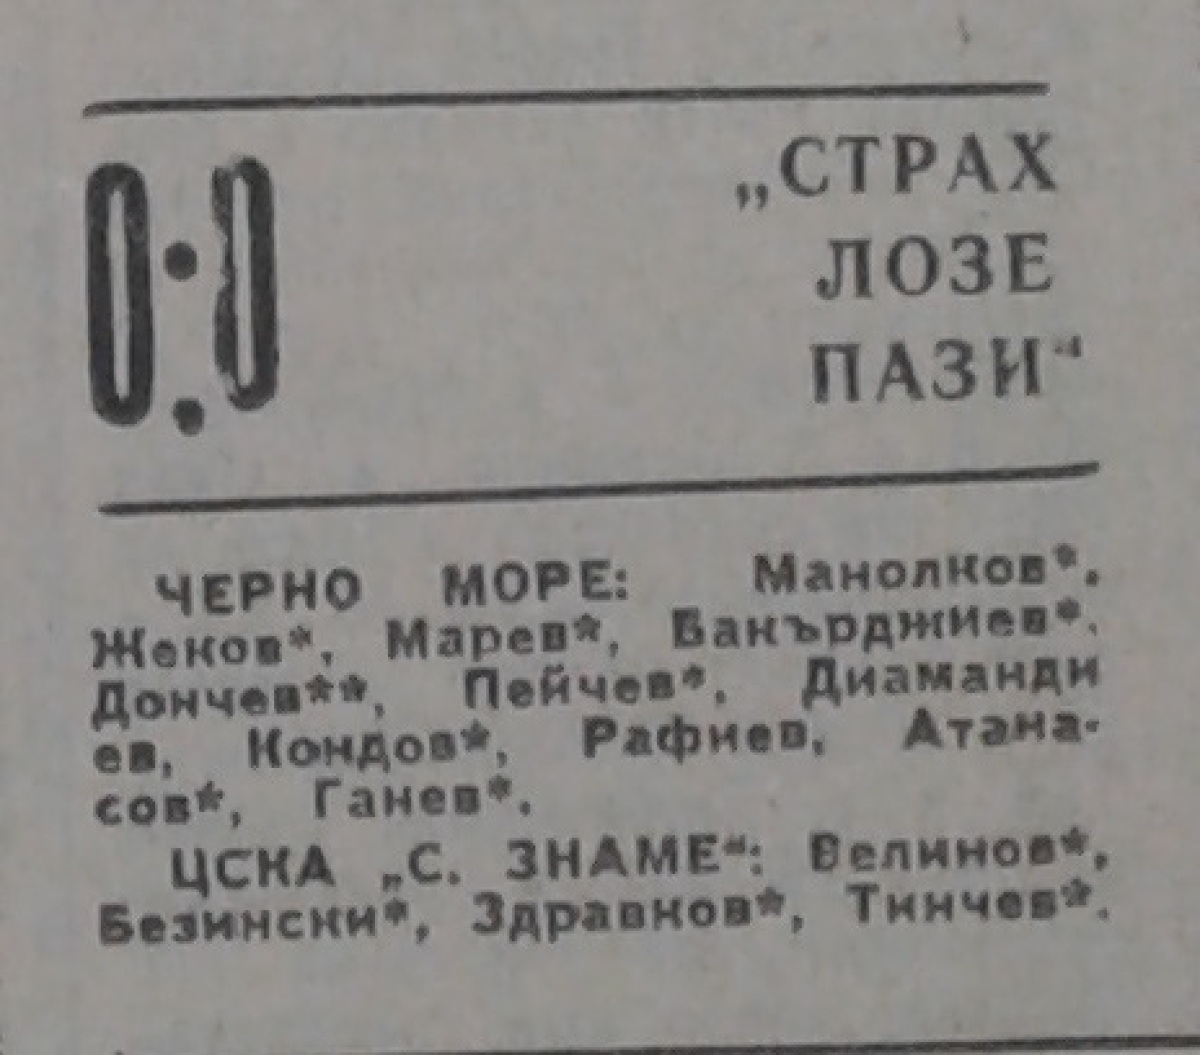 0:0
„СТРАХ
ЛОЗЕ
ПАЗИ“
ЧЕРНО МОРЕ: Манолков*,
Жеков*, Марев*, Бакърджиев*,
Дончев**, Пейчев*, Диаманди
ев, Кондов*, Рафиев, Атана-
сов*, Ганев*.
ЦСКА „С. ЗНАМЕ“: Велинов*,
Безински*, Здравков*, Тинчев*.